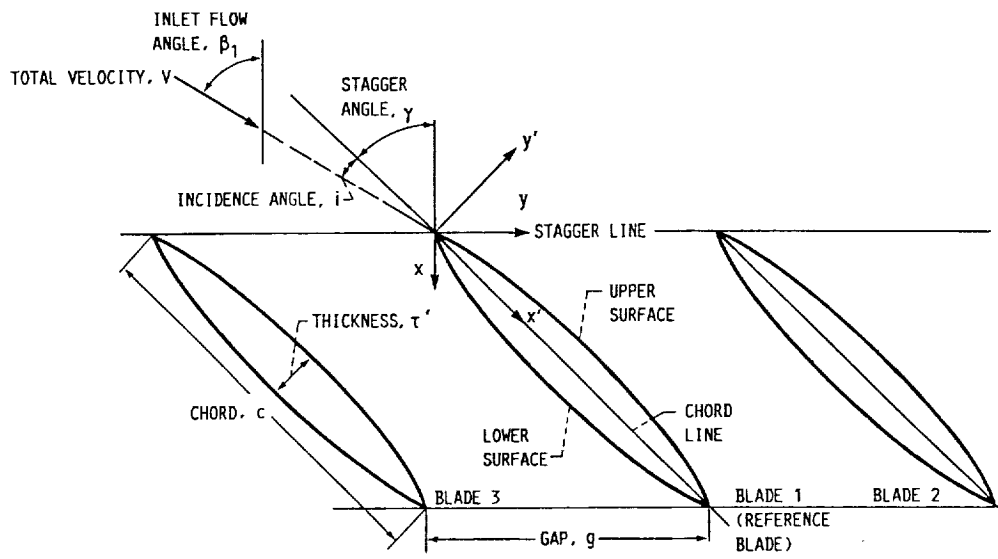 INLET FLOW
ANGLE, β1
TOTAL VELOCITY, V
STAGGER
ANGLE, γ
y'
INCIDENCE ANGLE, i
y
STAGGER LINE
x
UPPER
SURFACE
x'
THICKNESS, τ'
CHORD, c
CHORD
LINE
LOWER
SURFACE
BLADE 3
BLADE 1
(REFERENCE
BLADE)
BLADE 2
GAP, g